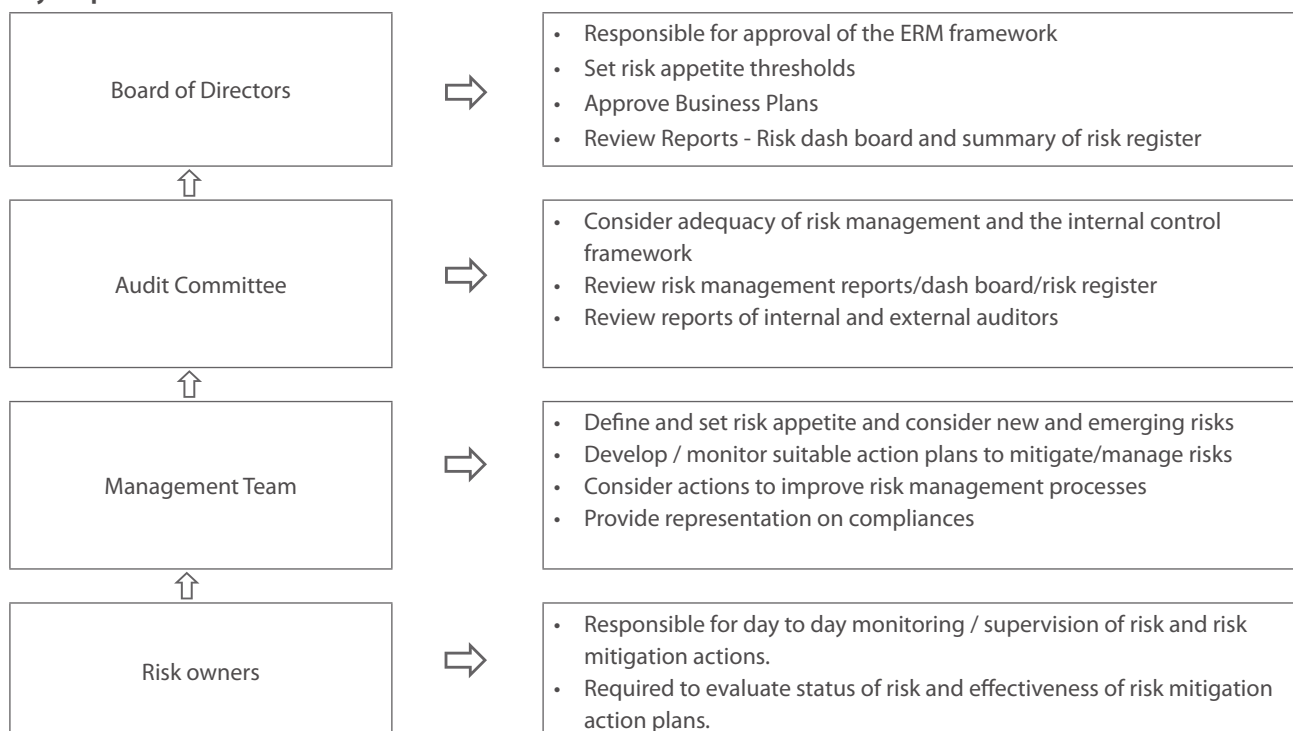 Board of Directors
• Responsible for approval of the ERM framework
• Set risk appetite thresholds
• Approve Business Plans
• Review Reports - Risk dash board and summary of risk register
Audit Committee
• Consider adequacy of risk management and the internal control
framework
• Review risk management reports/dash board/risk register
• Review reports of internal and external auditors
Management Team
• Define and set risk appetite and consider new and emerging risks
• Develop / monitor suitable action plans to mitigate/manage risks
• Consider actions to improve risk management processes
• Provide representation on compliances
Risk owners
• Responsible for day to day monitoring / supervision of risk and risk
mitigation actions.
• Required to evaluate status of risk and effectiveness of risk mitigation
action plans.